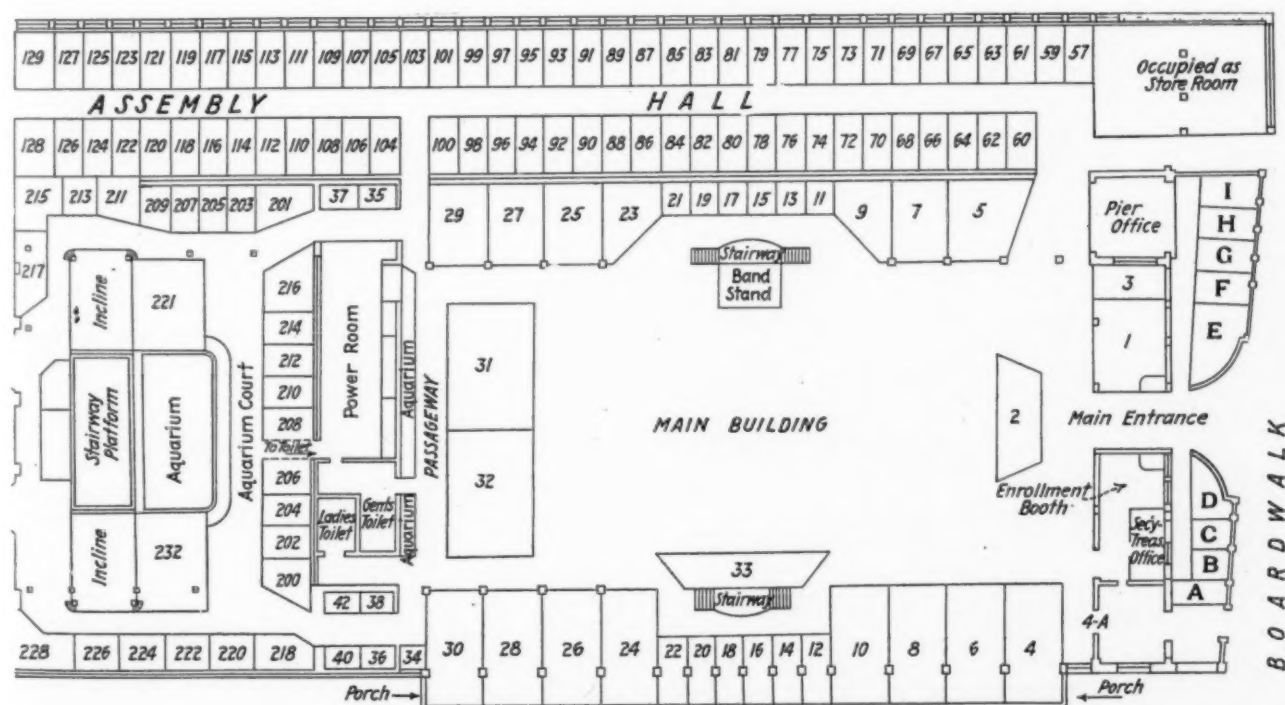 129 127 125 123 121 119 117 115 113 111 109 107 105 103 101 99 97 95 93 91 89 87 85 83 81 79 77 75 73 71 69 67 65 63 61 59 57
Occupied as
Store Room
ASSEMBLY HALL
128 126 124 122 120 118 116 114 112 110 108 106 104 100 98 96 94 92 90 88 86 84 82 80 78 76 74 72 70 68 66 64 62 60
215 213 211 209 207 205 203 201 37 35
29 27 25 23 21 19 17 15 13 11 9 7 5
217
Stairway
Band
Stand
Pier
Office
I
H
G
F
E
3
1
Incline
221
216
214
212
210
208
To Toilet
206
204
202
200
Stairway
Platform
Aquarium
Aquarium Court
Power Room
Aquarium
PASSAGEWAY
31
32
MAIN BUILDING
2
Main Entrance
BOARDWALK
Enrollment
Booth
Sec'y-
Treas.
Office
D
C
B
A
4-A
Ladies
Toilet
Gents
Toilet
Aquarium
Incline
232
33
Stairway
42 38
228 226 224 222 220 218 40 36 34 30 28 26 24 22 20 18 16 14 12 10 8 6 4
Porch
Porch